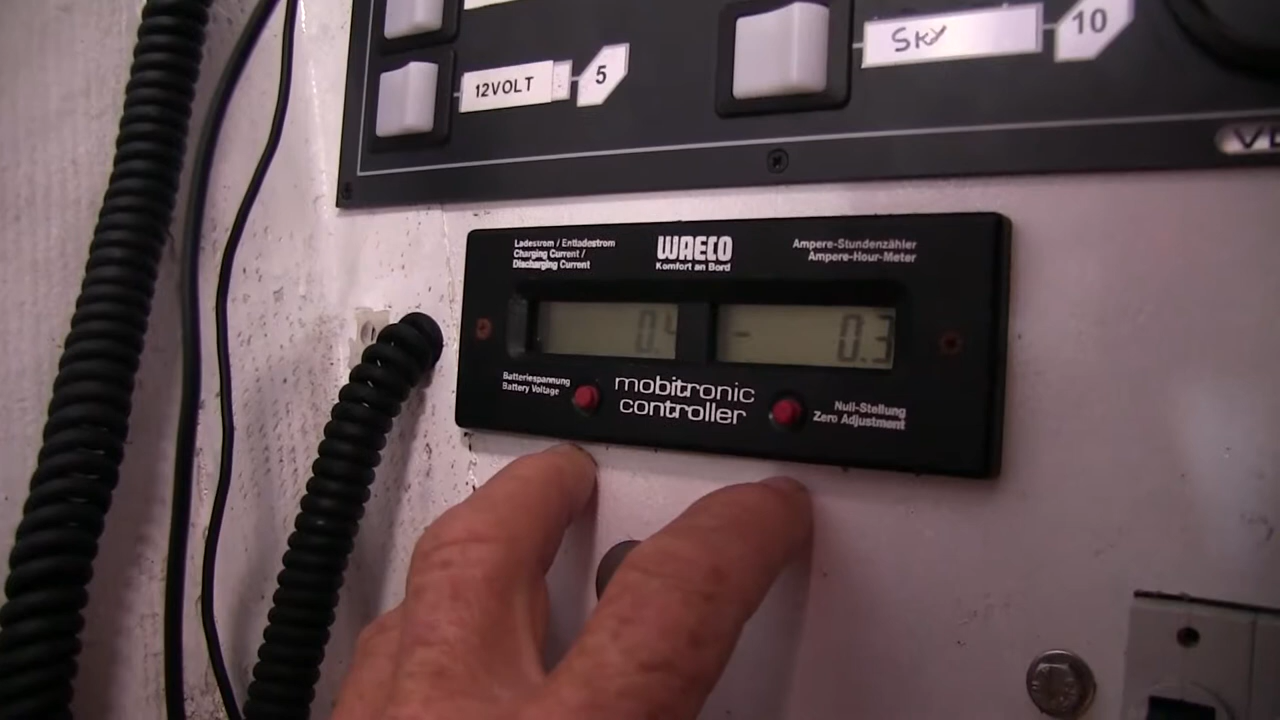 SKY
10
12VOLT
5
Ladestrom / Entladestrom
Charging Current /
Discharging Current
WAECO
Komfort an Bord
Ampere-Stundenzähler
Ampere-Hour-Meter
0.4
- 0.3
Batteriespannung
Battery Voltage
mobitronic
controller
Null-Stellung
Zero Adjustment